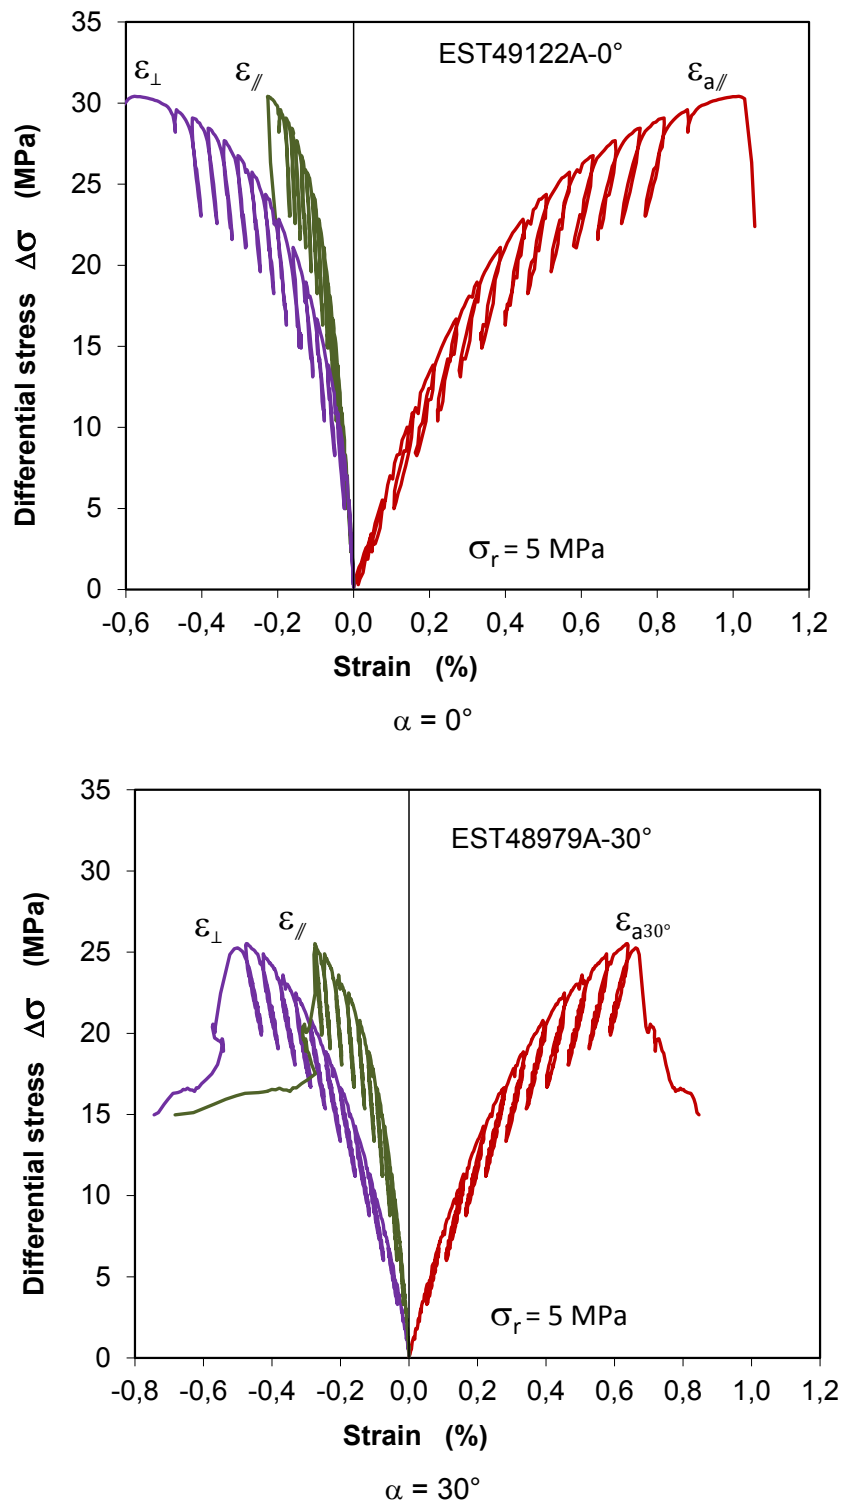 EST49122A-0°
ε⊥
ε//
εa//
Differential stress Δσ (MPa)
35
30
25
20
15
10
5
0
σr = 5 MPa
-0,6 -0,4 -0,2 0,0 0,2 0,4 0,6 0,8 1,0 1,2
Strain (%)
α = 0°
EST48979A-30°
ε⊥
ε//
εa30°
Differential stress Δσ (MPa)
35
30
25
20
15
10
5
0
σr = 5 MPa
-0,8 -0,6 -0,4 -0,2 0,0 0,2 0,4 0,6 0,8 1,0 1,2
Strain (%)
α = 30°